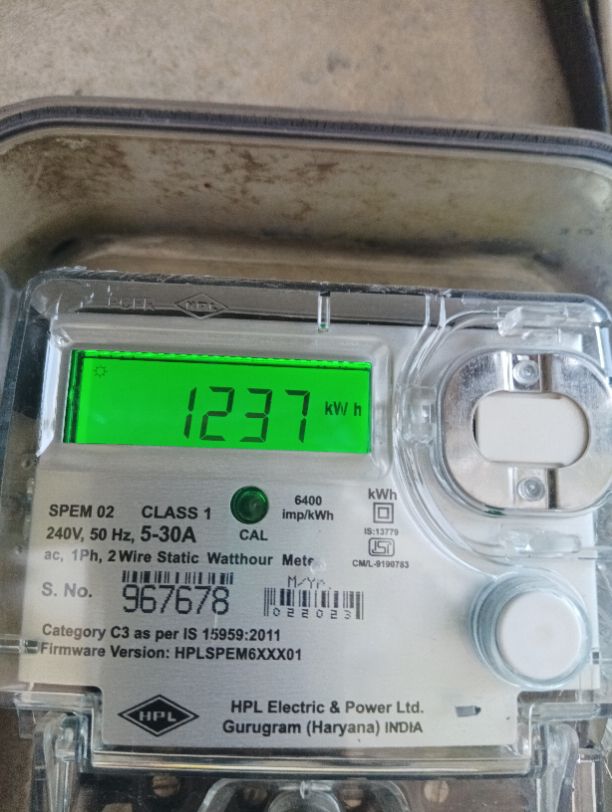 HPL
1237 kWh
SPEM 02 CLASS 1
6400 imp/kWh
kWh
240V, 50 Hz, 5-30A
CAL
IS:13779
ac, 1Ph, 2 Wire Static Watthour
CM/L-9190783
S. No. 967678
M/Yr.
022023
Category C3 as per IS 15959:2011
Firmware Version: HPLSPEM6XXX01
HPL
HPL Electric & Power Ltd.
Gurugram (Haryana) INDIA